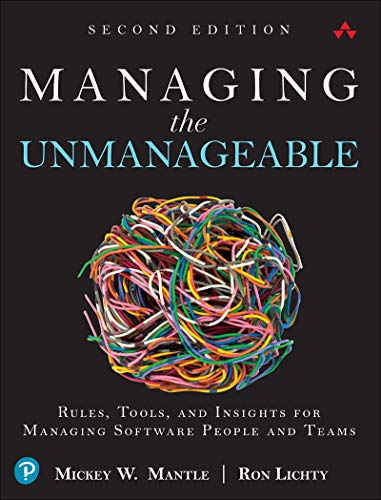 SECOND EDITION
MANAGING
the
UNMANAGEABLE
RULES, TOOLS, AND INSIGHTS FOR
MANAGING SOFTWARE PEOPLE AND TEAMS
P
MICKEY W. MANTLE | RON LICHTY